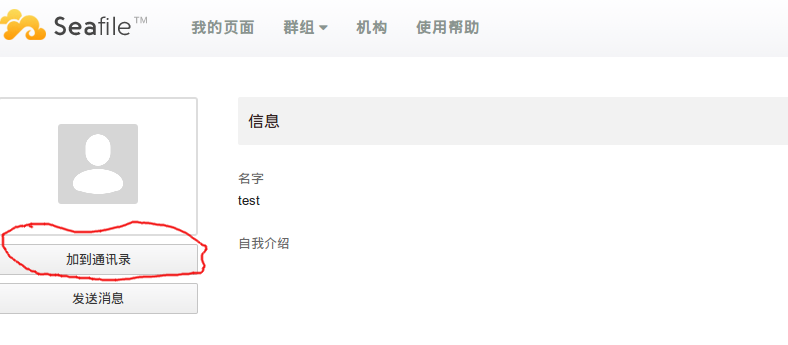 Seafile™ 我的页面 群组 机构 使用帮助
信息
名字
test
自我介绍
加到通讯录
发送消息